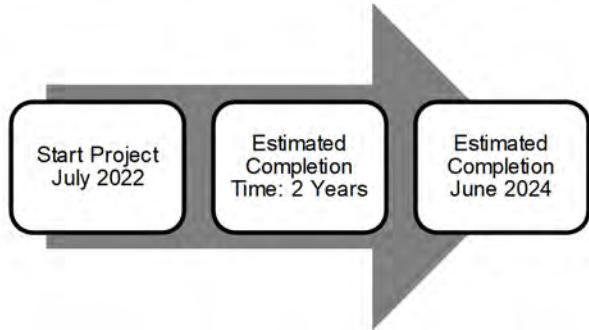 Start Project
July 2022
Estimated
Completion
Time: 2 Years
Estimated
Completion
June 2024